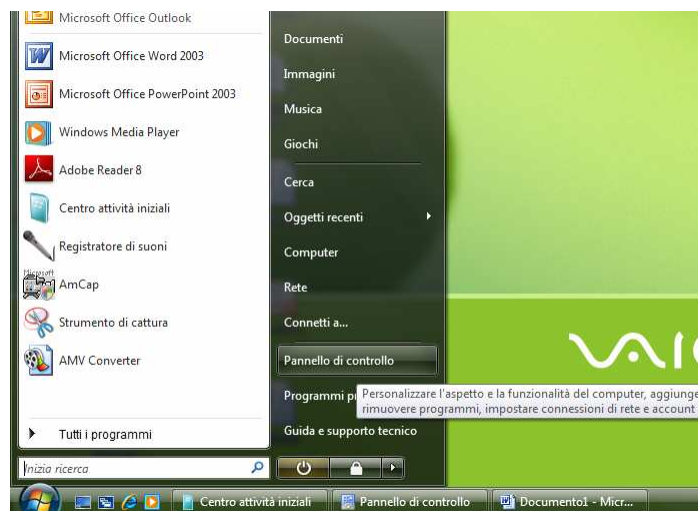 Microsoft Office Outlook
Microsoft Office Word 2003
Microsoft Office PowerPoint 2003
Windows Media Player
Adobe Reader 8
Centro attività iniziali
Registratore di suoni
Microsoft
AmCap
Strumento di cattura
AMV Converter
Tutti i programmi
Inizia ricerca
Documenti
Immagini
Musica
Giochi
Cerca
Oggetti recenti
Computer
Rete
Connetti a...
Pannello di controllo
Programmi
Personalizzare l'aspetto e la funzionalità del computer,
rimuovere programmi, impostare connessioni di rete e account
Guida e supporto tecnico
Centro attività iniziali
Pannello di controllo
Documento1 - Micr...